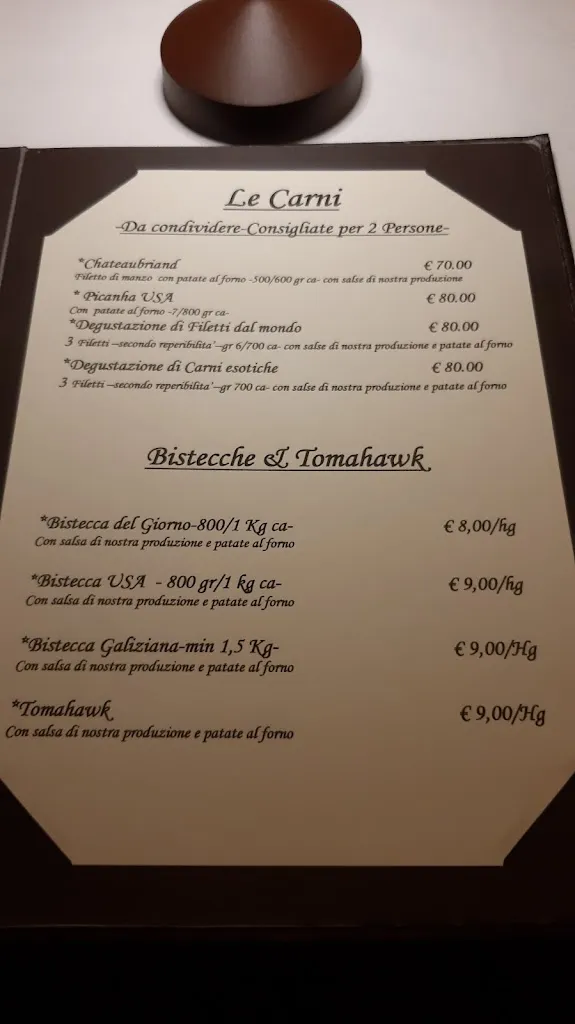 Le Carni
-Da condividere-Consigliate per 2 Persone-
*Chateaubriand € 70.00
Filetto di manzo con patate al forno -500/600 gr ca- con salse di nostra produzione
* Picanha USA € 80.00
Con patate al forno -7/800 gr ca-
*Degustazione di Filetti dal mondo € 80.00
3 Filetti –secondo reperibilita'–gr 6/700 ca- con salse di nostra produzione e patate al forno
*Degustazione di Carni esotiche € 80.00
3 Filetti –secondo reperibilita'–gr 700 ca- con salse di nostra produzione e patate al forno
Bistecche & Tomahawk
*Bistecca del Giorno-800/1 Kg ca- € 8,00/hg
Con salsa di nostra produzione e patate al forno
*Bistecca USA - 800 gr/1 kg ca- € 9,00/hg
Con salsa di nostra produzione e patate al forno
*Bistecca Galiziana-min 1,5 Kg- € 9,00/Hg
Con salsa di nostra produzione e patate al forno
*Tomahawk € 9,00/Hg
Con salsa di nostra produzione e patate al forno